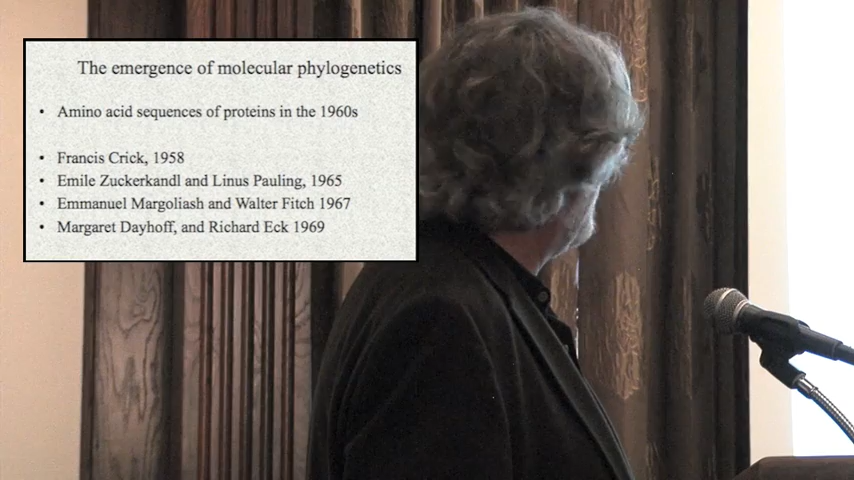 The emergence of molecular phylogenetics
• Amino acid sequences of proteins in the 1960s
• Francis Crick, 1958
• Emile Zuckerkandl and Linus Pauling, 1965
• Emmanuel Margoliash and Walter Fitch 1967
• Margaret Dayhoff, and Richard Eck 1969